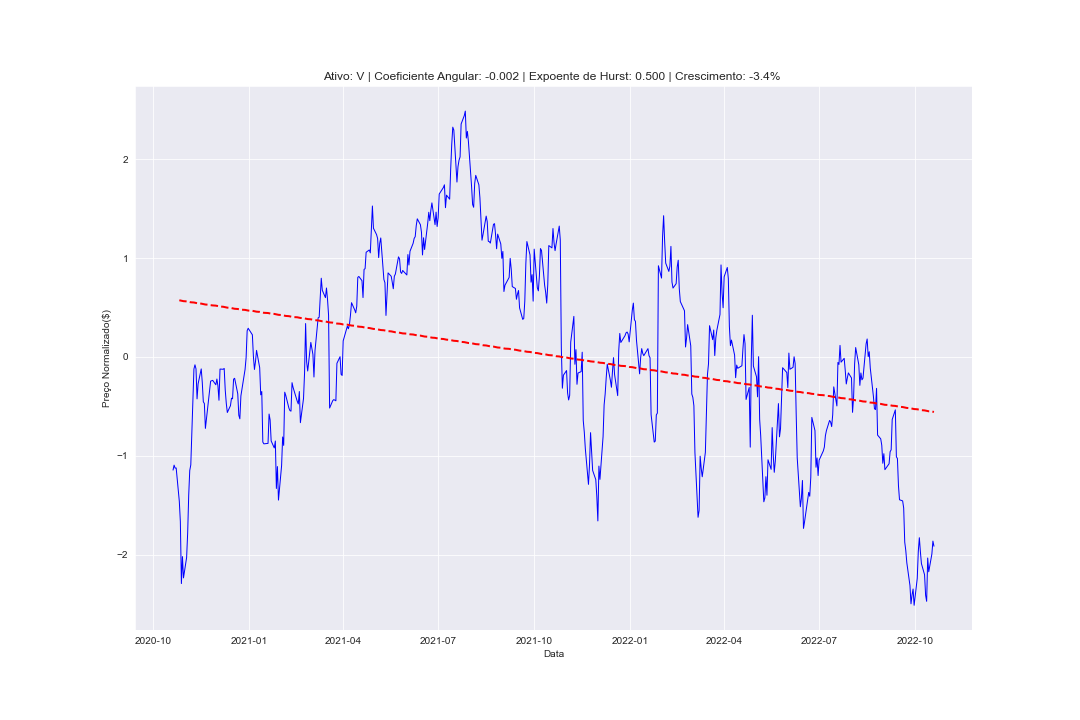 Ativo: V | Coeficiente Angular: -0.002 | Expoente de Hurst: 0.500 | Crescimento: -3.4%
Preço Normalizado($)
2
1
0
−1
−2
2020-10 2021-01 2021-04 2021-07 2021-10 2022-01 2022-04 2022-07 2022-10
Data